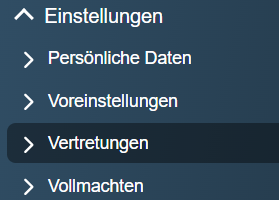 Einstellungen
Persönliche Daten
Voreinstellungen
Vertretungen
Vollmachten